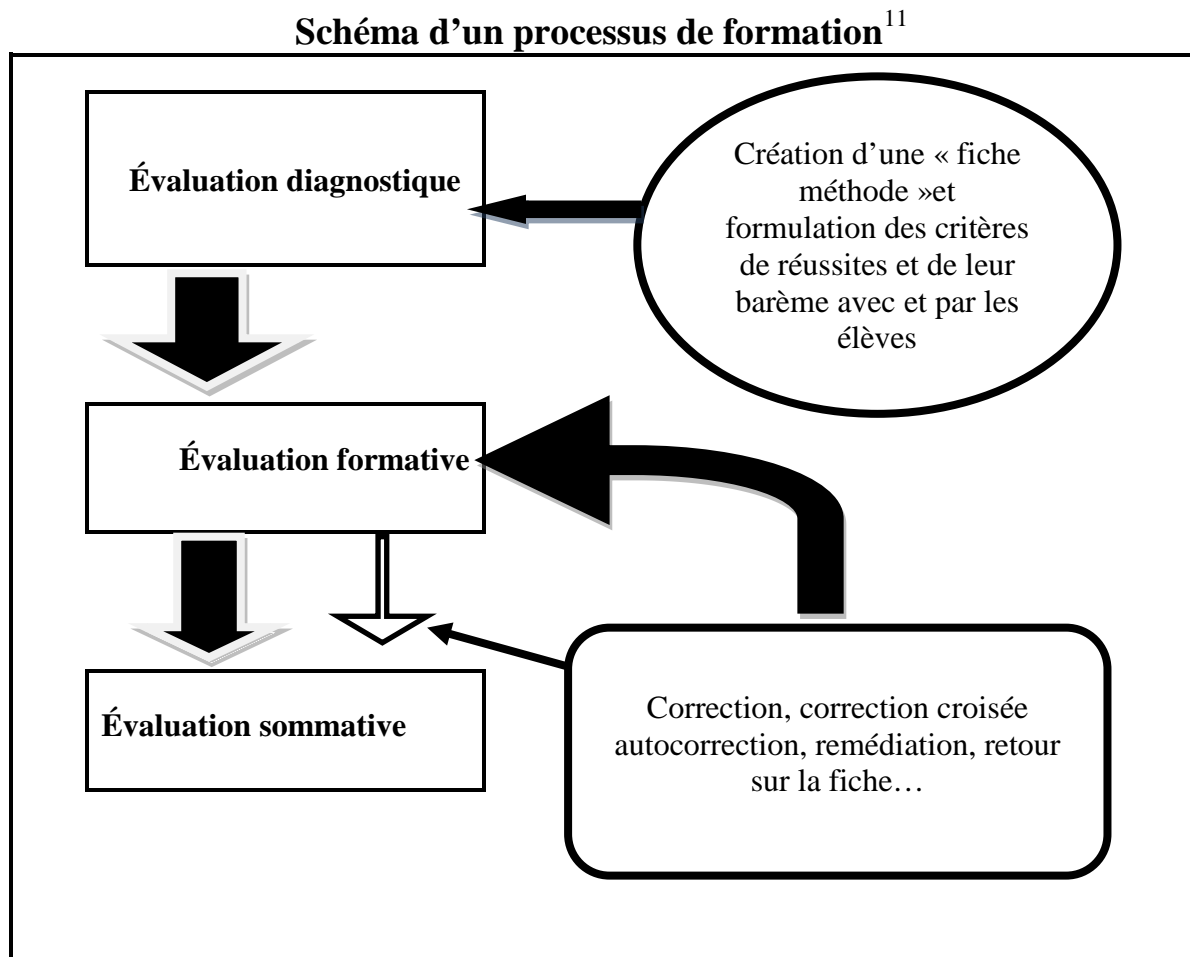 Schéma d'un processus de formation11
Évaluation diagnostique
Création d'une « fiche
méthode »et
formulation des critères
de réussites et de leur
barème avec et par les
élèves
Évaluation formative
Évaluation sommative
Correction, correction croisée
autocorrection, remédiation, retour
sur la fiche…